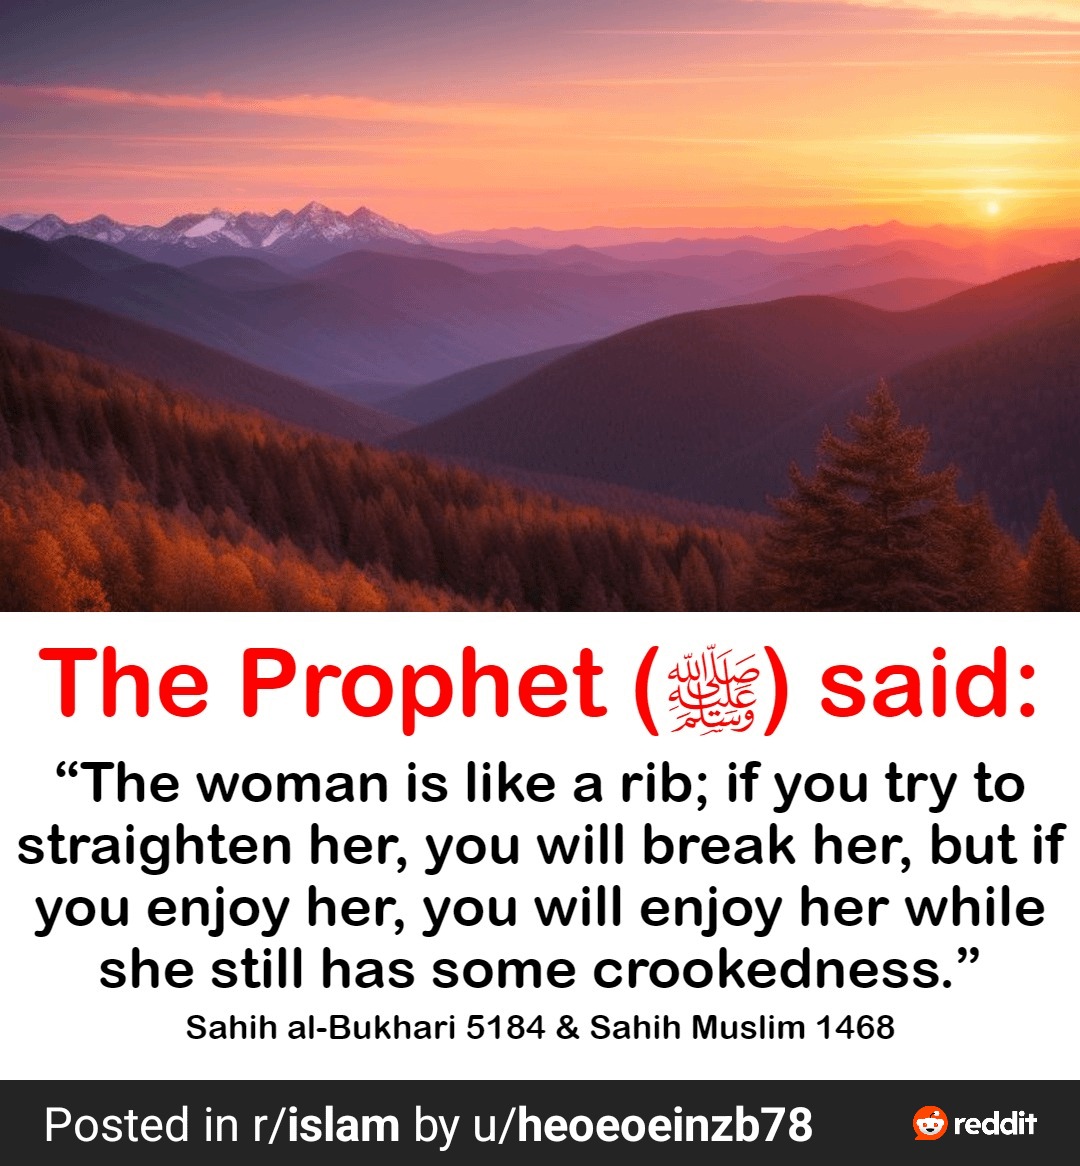 The Prophet (ﷺ) said:
“The woman is like a rib; if you try to
straighten her, you will break her, but if
you enjoy her, you will enjoy her while
she still has some crookedness.”
Sahih al-Bukhari 5184 & Sahih Muslim 1468
Posted in r/islam by u/heoeoeinzb78 reddit